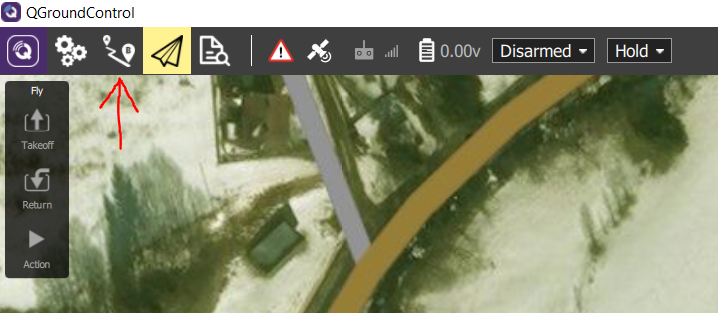 QGroundControl
0.00v Disarmed Hold
Fly
Takeoff
Return
Action